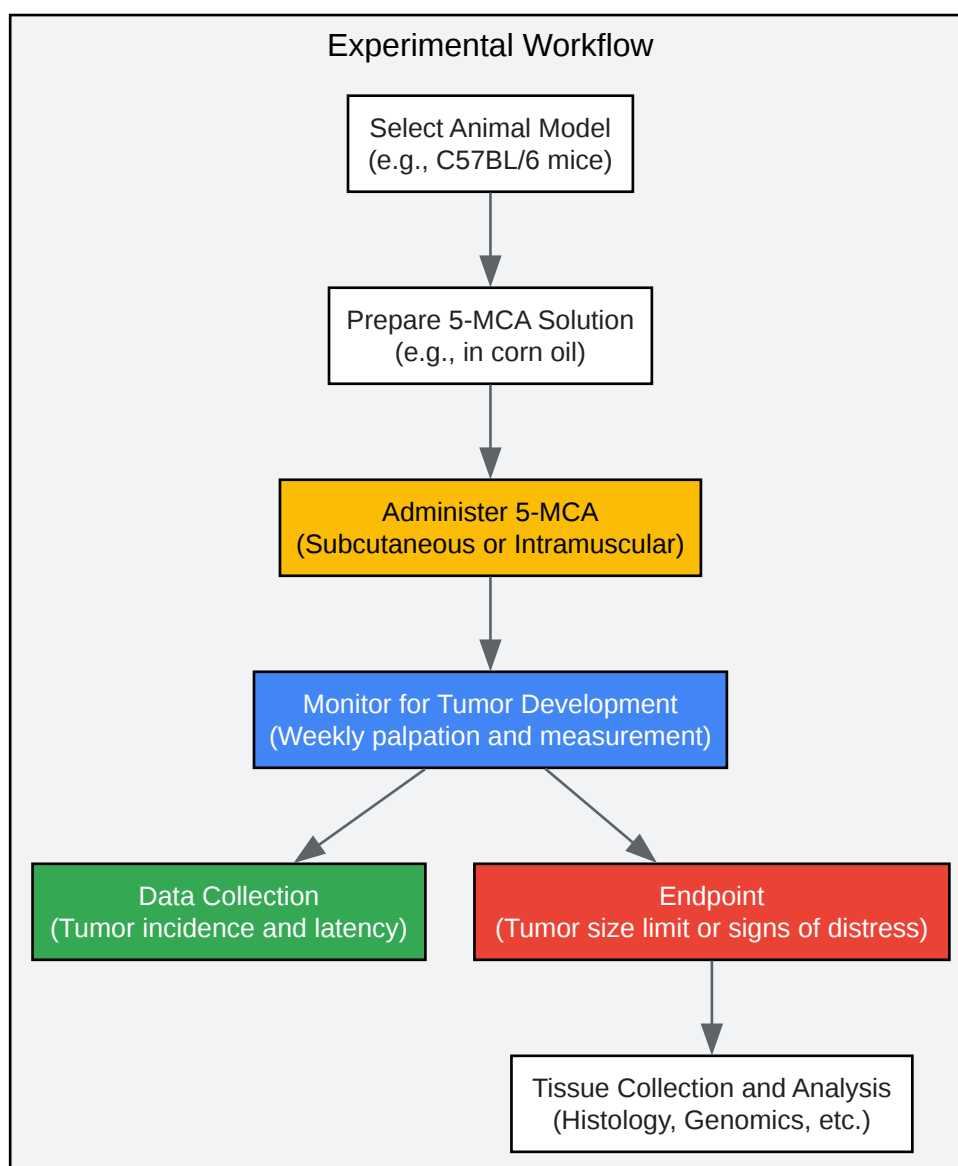 Experimental Workflow
Select Animal Model
(e.g., C57BL/6 mice)
Prepare 5-MCA Solution
(e.g., in corn oil)
Administer 5-MCA
(Subcutaneous or Intramuscular)
Monitor for Tumor Development
(Weekly palpation and measurement)
Data Collection
(Tumor incidence and latency)
Endpoint
(Tumor size limit or signs of distress)
Tissue Collection and Analysis
(Histology, Genomics, etc.)